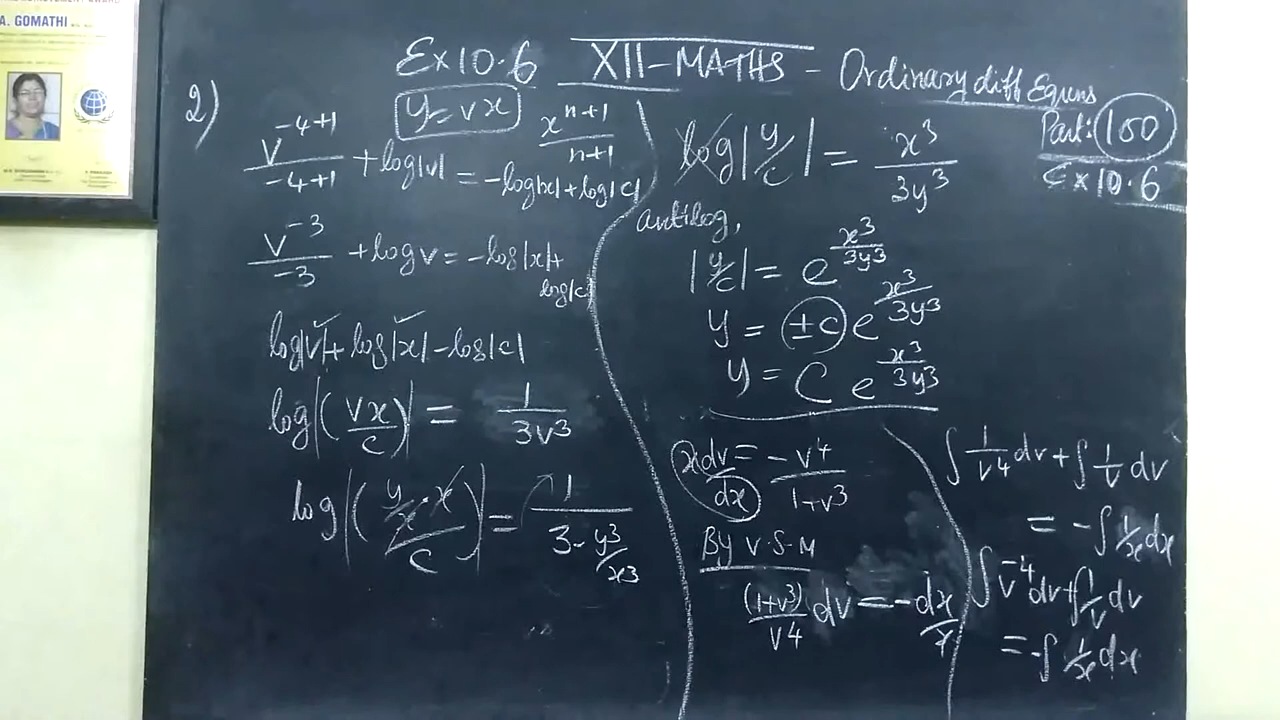 A. GOMATHI
Ex 10.6 XII-MATHS - Ordinary diff Equns
Part: 100
Ex 10.6
2)
y = vx
x^{n+1}/n+1
v^{-4+1}/-4+1 + log|v| = -log|x| + log|c|
v^{-3}/-3 + log v = -log|x| + log|c|
log|v| + log|x| - log|c|
log|(vx/c)| = 1/3v^3
log|(y/x · x/c)| = 1/3 - y^3/x^3
log|y/c| = x^3/3y^3
antilog,
|y/c| = e^{x^3/3y^3}
y = (±c) e^{x^3/3y^3}
y = C e^{x^3/3y^3}
x dv/dx = -v^4/1+v^3
By V.S.M
(1+v^3)/v^4 dv = -dx/x
∫ 1/v^4 dv + ∫ 1/v dv
= -∫ 1/x dx
∫ v^{-4} dv + ∫ 1/v dv
= -∫ 1/x dx